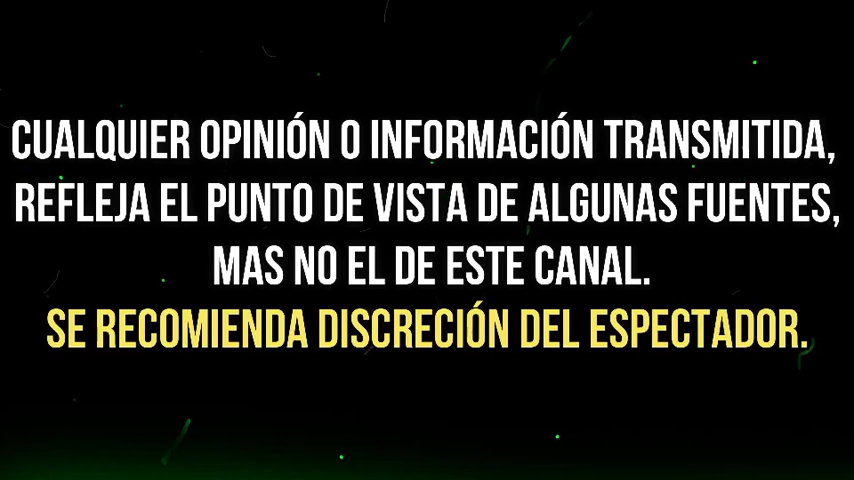 CUALQUIER OPINIÓN O INFORMACIÓN TRANSMITIDA,
REFLEJA EL PUNTO DE VISTA DE ALGUNAS FUENTES,
MAS NO EL DE ESTE CANAL.
SE RECOMIENDA DISCRECIÓN DEL ESPECTADOR.